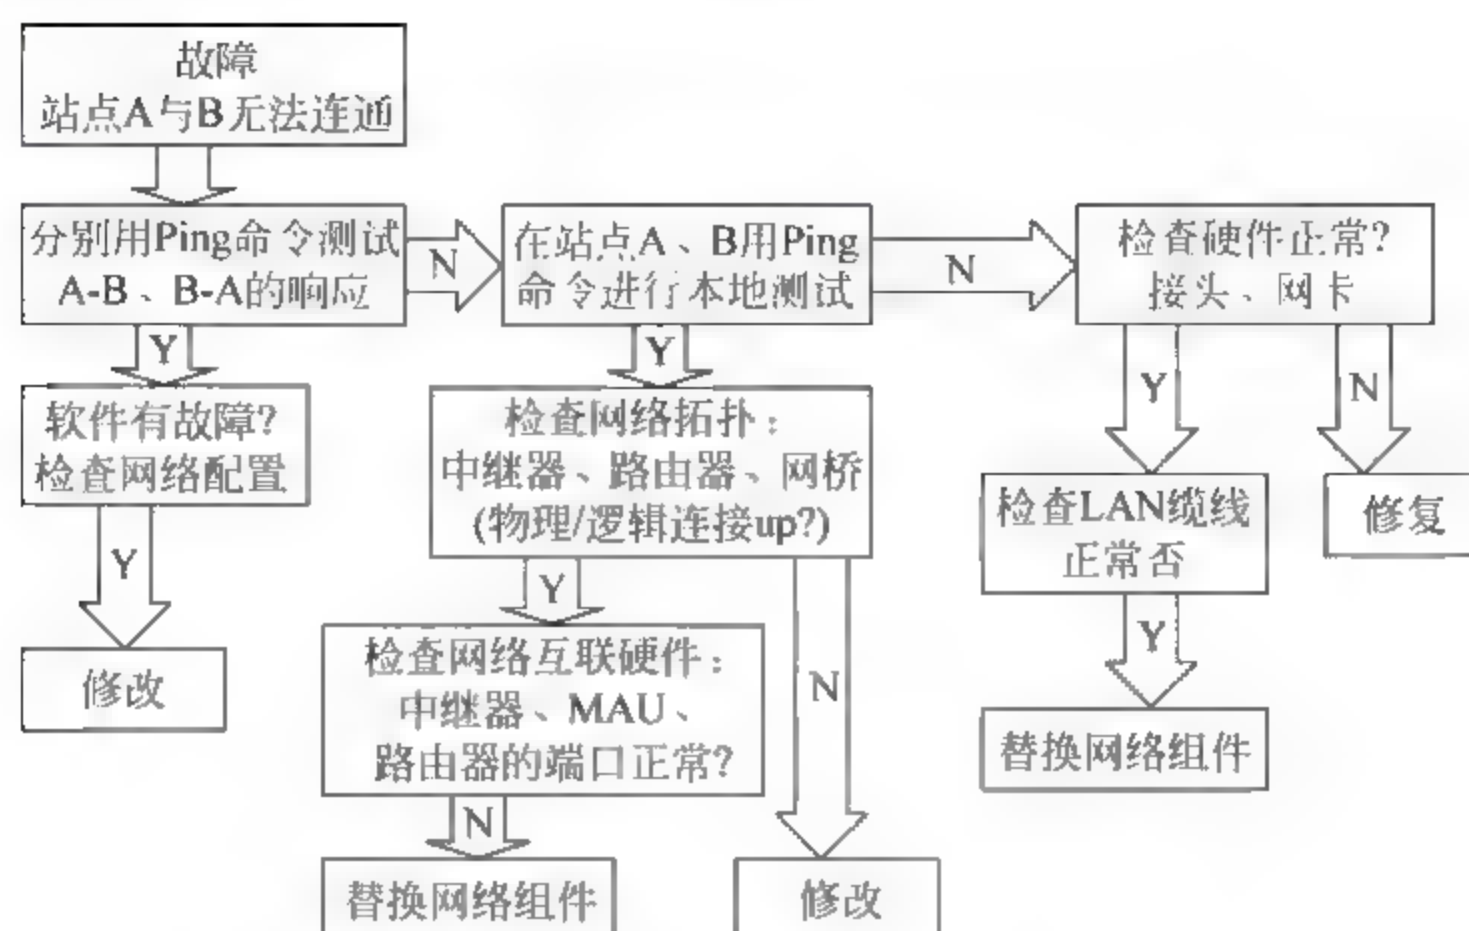 故障
站点A与B无法连通
分别用Ping命令测试
A-B、B-A的响应
N
在站点A、B用Ping
命令进行本地测试
N
检查硬件正常?
接头、网卡
Y
Y
Y
N
软件有故障?
检查网络配置
检查网络拓扑:
中继器、路由器、网桥
(物理/逻辑连接up?)
检查LAN缆线
正常否
修复
Y
Y
N
Y
修改
检查网络互联硬件:
中继器、MAU、
路由器的端口正常?
替换网络组件
N
替换网络组件
修改